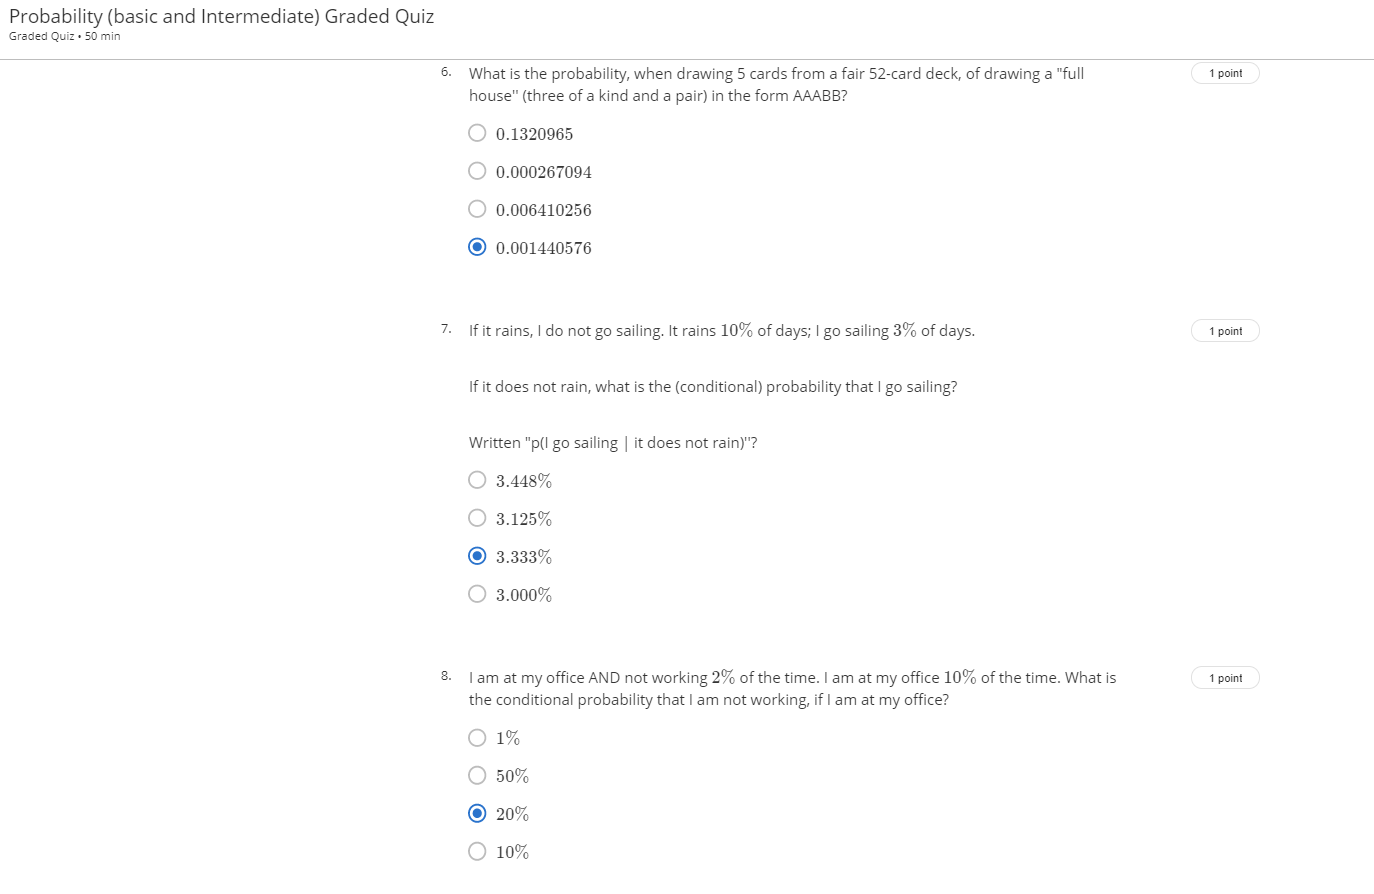 Probability (basic and Intermediate) Graded Quiz
Graded Quiz • 50 min
6. What is the probability, when drawing 5 cards from a fair 52-card deck, of drawing a "full
1 point
house" (three of a kind and a pair) in the form AAABB?
0.1320965
0.000267094
0.006410256
0.001440576
7. If it rains, I do not go sailing. It rains 10% of days; I go sailing 3% of days.
1 point
If it does not rain, what is the (conditional) probability that I go sailing?
Written "p(I go sailing | it does not rain)"?
3.448%
3.125%
3.333%
3.000%
8. I am at my office AND not working 2% of the time. I am at my office 10% of the time. What is
1 point
the conditional probability that I am not working, if I am at my office?
1%
50%
20%
10%